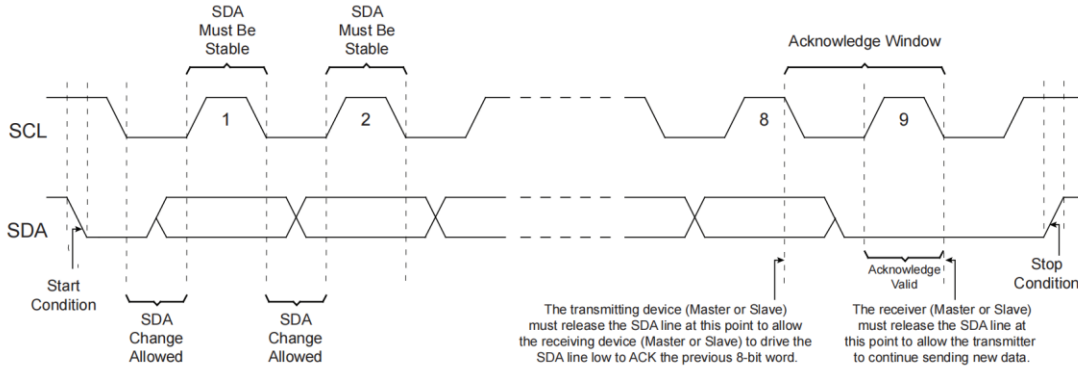 SDA
Must Be
Stable
SDA
Must Be
Stable
Acknowledge Window
SCL
1
2
8
9
SDA
Start
Condition
SDA
Change
Allowed
SDA
Change
Allowed
Acknowledge
Valid
Stop
Condition
The transmitting device (Master or Slave)
must release the SDA line at this point to allow
the receiving device (Master or Slave) to drive the
SDA line low to ACK the previous 8-bit word.
The receiver (Master or Slave)
must release the SDA line at
this point to allow the transmitter
to continue sending new data.